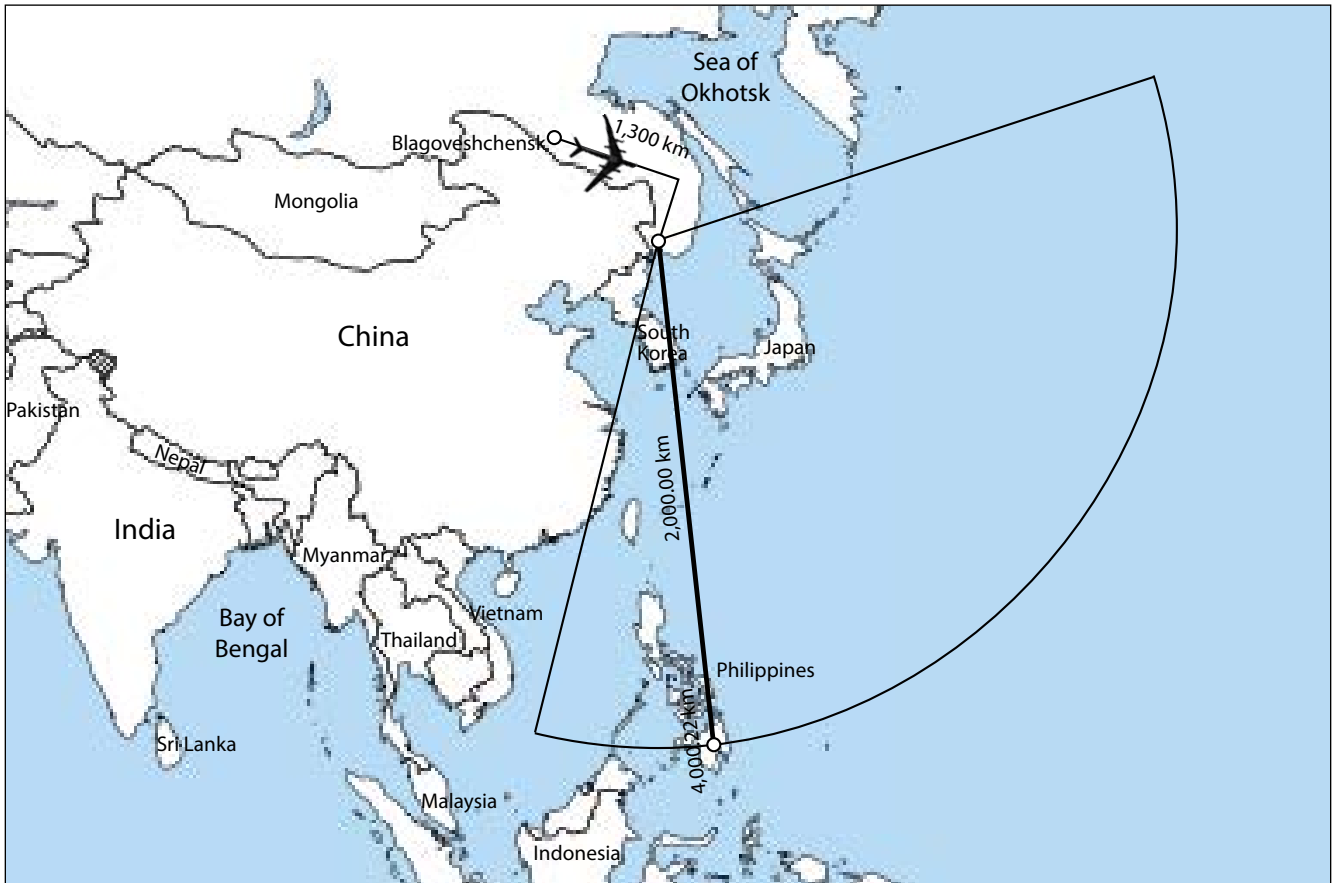 Sea of
Okhotsk
1,300 km
Blagoveshchensk
Mongolia
China
South
Korea
Japan
Pakistan
Nepal
2,000.00 km
India
Myanmar
Bay of
Bengal
Vietnam
Thailand
Philippines
4,000.22 km
Sri Lanka
Malaysia
Indonesia